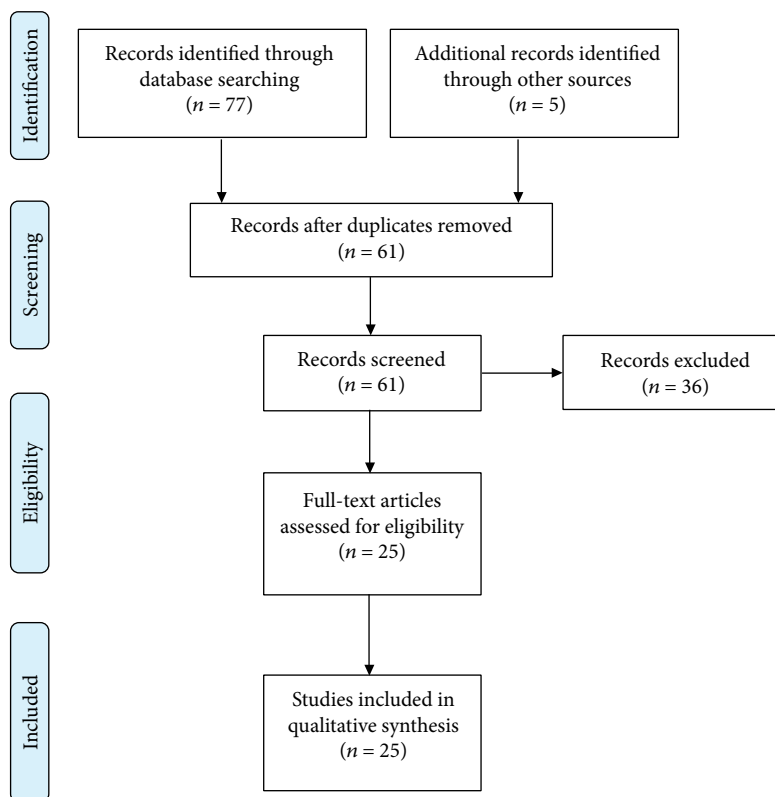 Identification
Records identified through
database searching
(n = 77)
Additional records identified
through other sources
(n = 5)
Screening
Records after duplicates removed
(n = 61)
Records screened
(n = 61)
Records excluded
(n = 36)
Eligibility
Full-text articles
assessed for eligibility
(n = 25)
Included
Studies included in
qualitative synthesis
(n = 25)